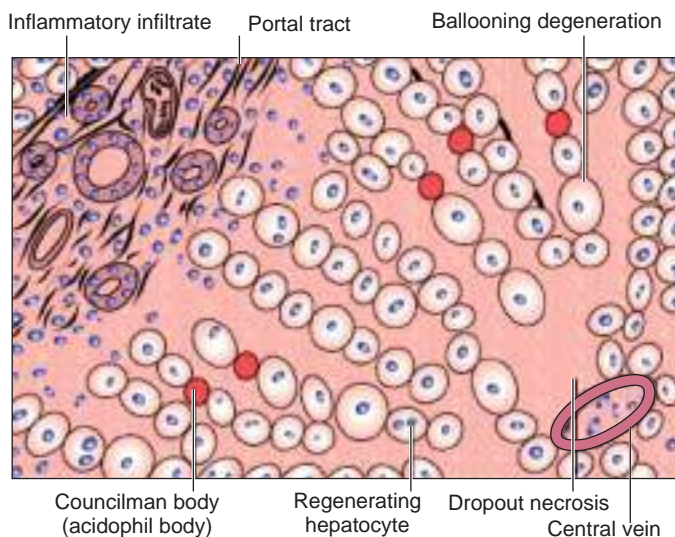 Inflammatory infiltrate
Portal tract
Ballooning degeneration
Councilman body
(acidophil body)
Regenerating
hepatocyte
Dropout necrosis
Central vein